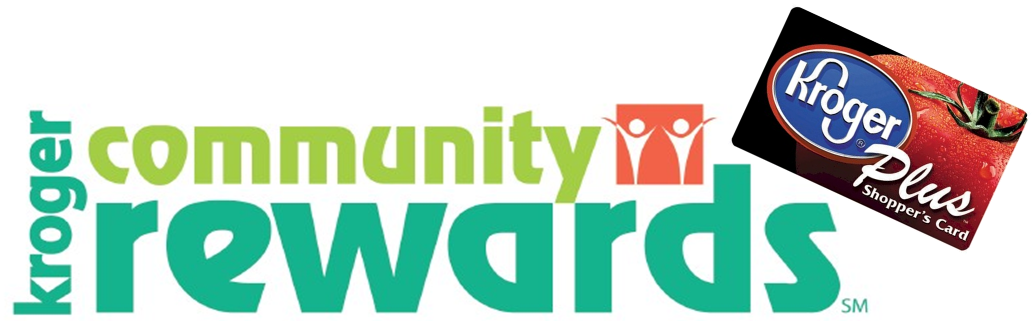 kroger
community
rewards
SM
Kroger
®
Plus
Shopper's Card